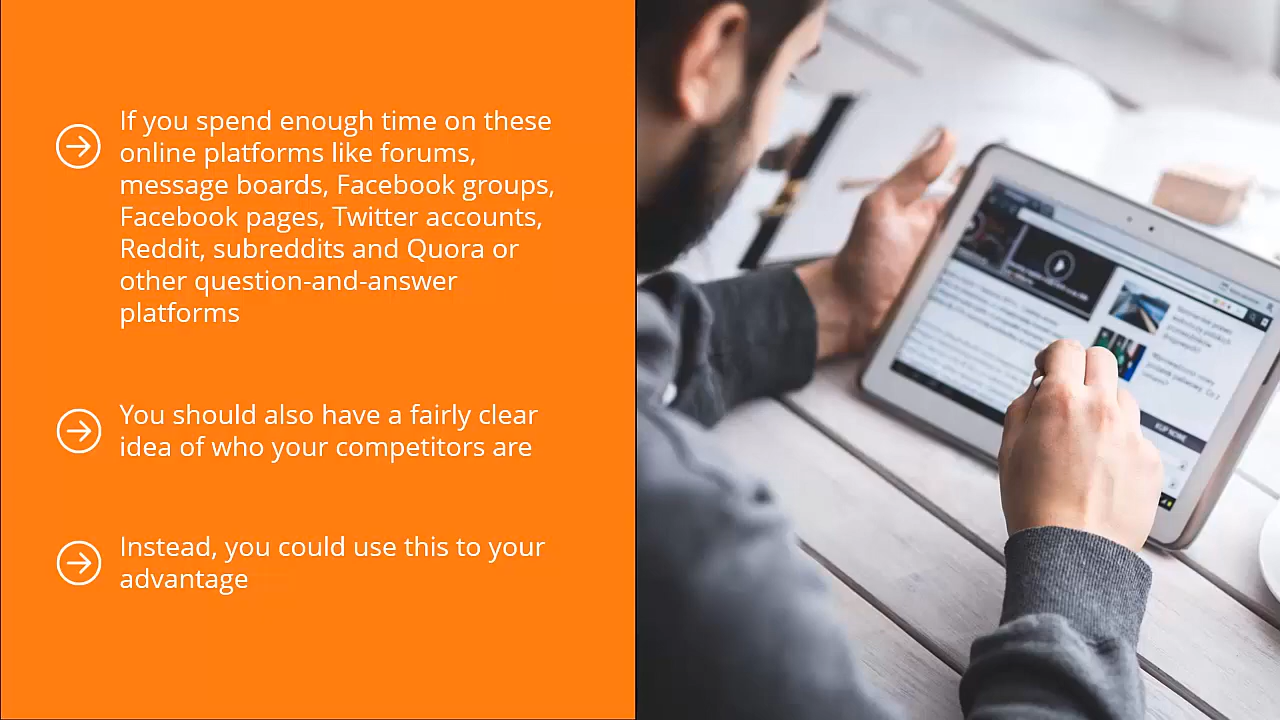 If you spend enough time on these
online platforms like forums,
message boards, Facebook groups,
Facebook pages, Twitter accounts,
Reddit, subreddits and Quora or
other question-and-answer
platforms
You should also have a fairly clear
idea of who your competitors are
Instead, you could use this to your
advantage